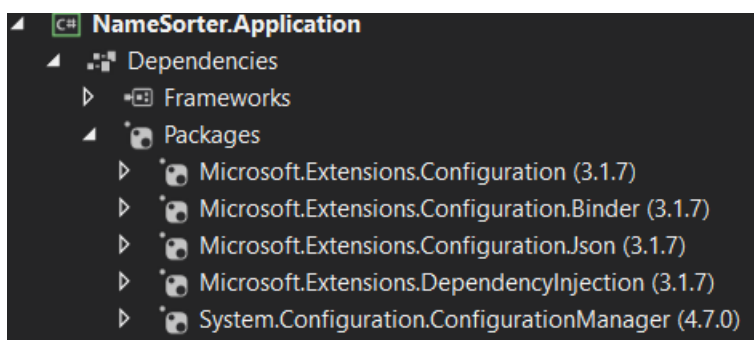 C# NameSorter.Application
Dependencies
Frameworks
Packages
Microsoft.Extensions.Configuration (3.1.7)
Microsoft.Extensions.Configuration.Binder (3.1.7)
Microsoft.Extensions.Configuration.Json (3.1.7)
Microsoft.Extensions.DependencyInjection (3.1.7)
System.Configuration.ConfigurationManager (4.7.0)